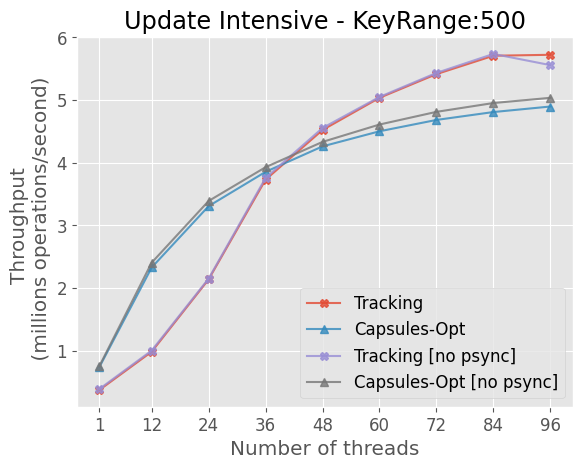 Update Intensive - KeyRange:500
Throughput
(millions operations/second)
6
5
4
3
2
1
Tracking
Capsules-Opt
Tracking [no psync]
Capsules-Opt [no psync]
1 12 24 36 48 60 72 84 96
Number of threads